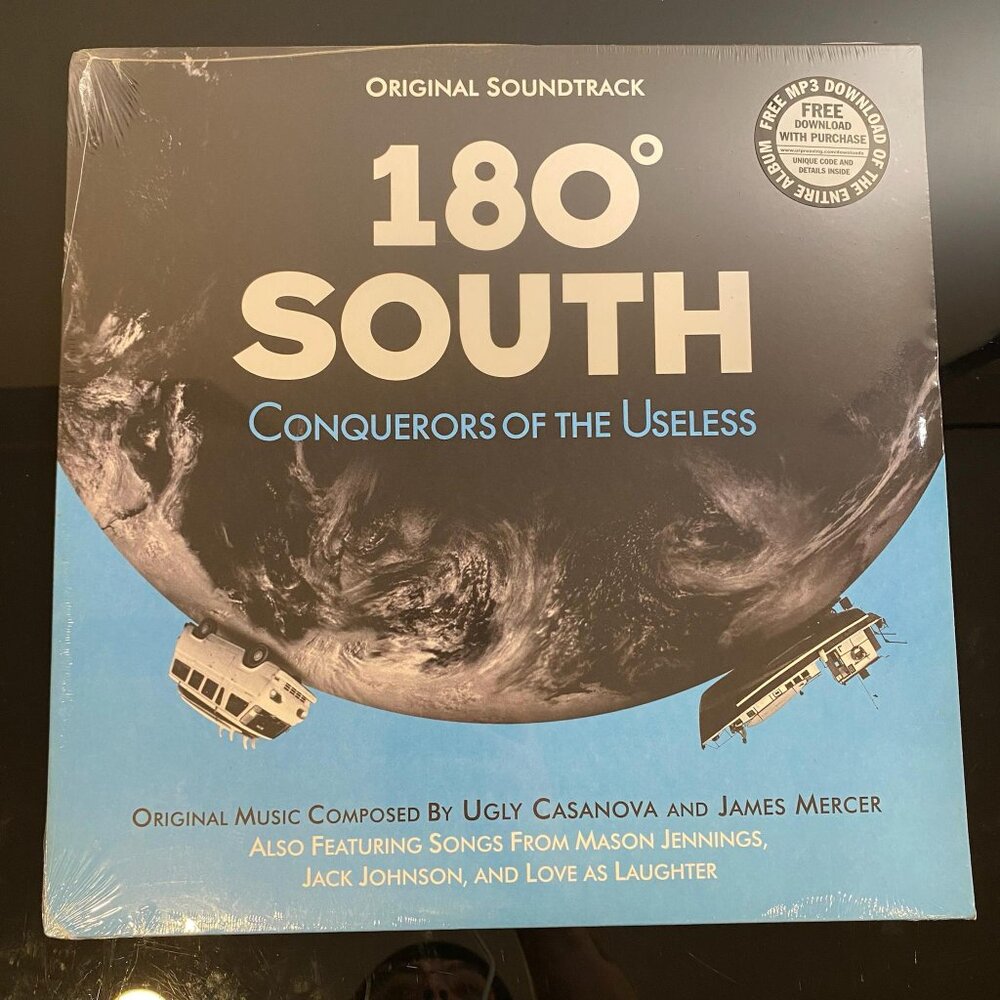 ORIGINAL SOUNDTRACK
180°
SOUTH
CONQUERORS OF THE USELESS
FREE MP3 DOWNLOAD OF THE ENTIRE ALBUM
FREE
DOWNLOAD
WITH PURCHASE
UNIQUE CODE AND
DETAILS INSIDE
ORIGINAL MUSIC COMPOSED BY UGLY CASANOVA AND JAMES MERCER
ALSO FEATURING SONGS FROM MASON JENNINGS,
JACK JOHNSON, AND LOVE AS LAUGHTER